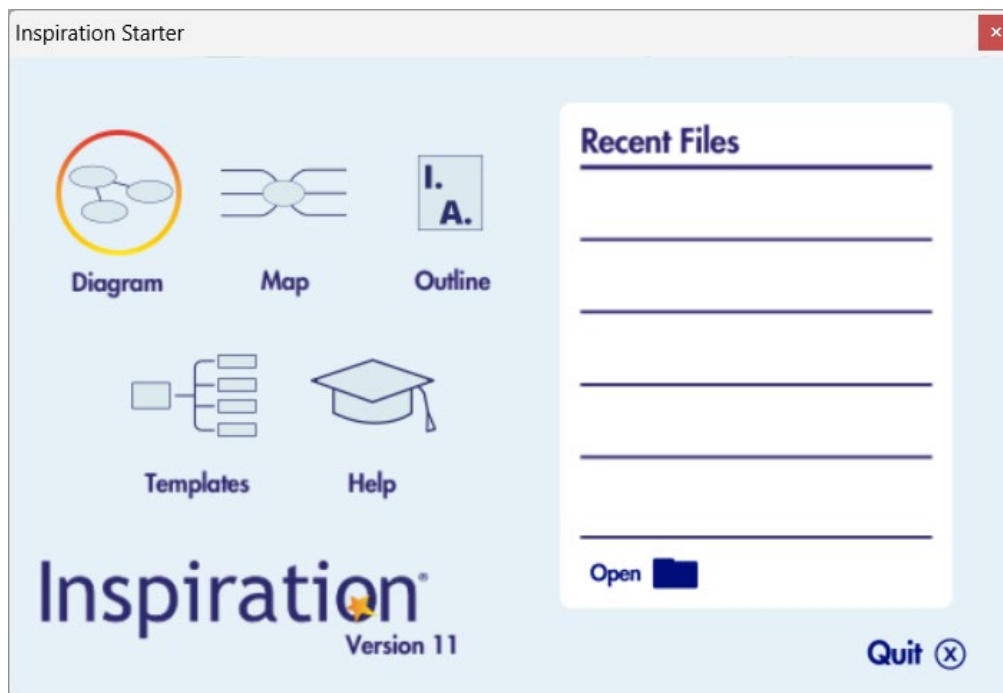 Inspiration Starter
Diagram
Map
I.
A.
Outline
Templates
Help
Inspiration®
Version 11
Recent Files
Open
Quit